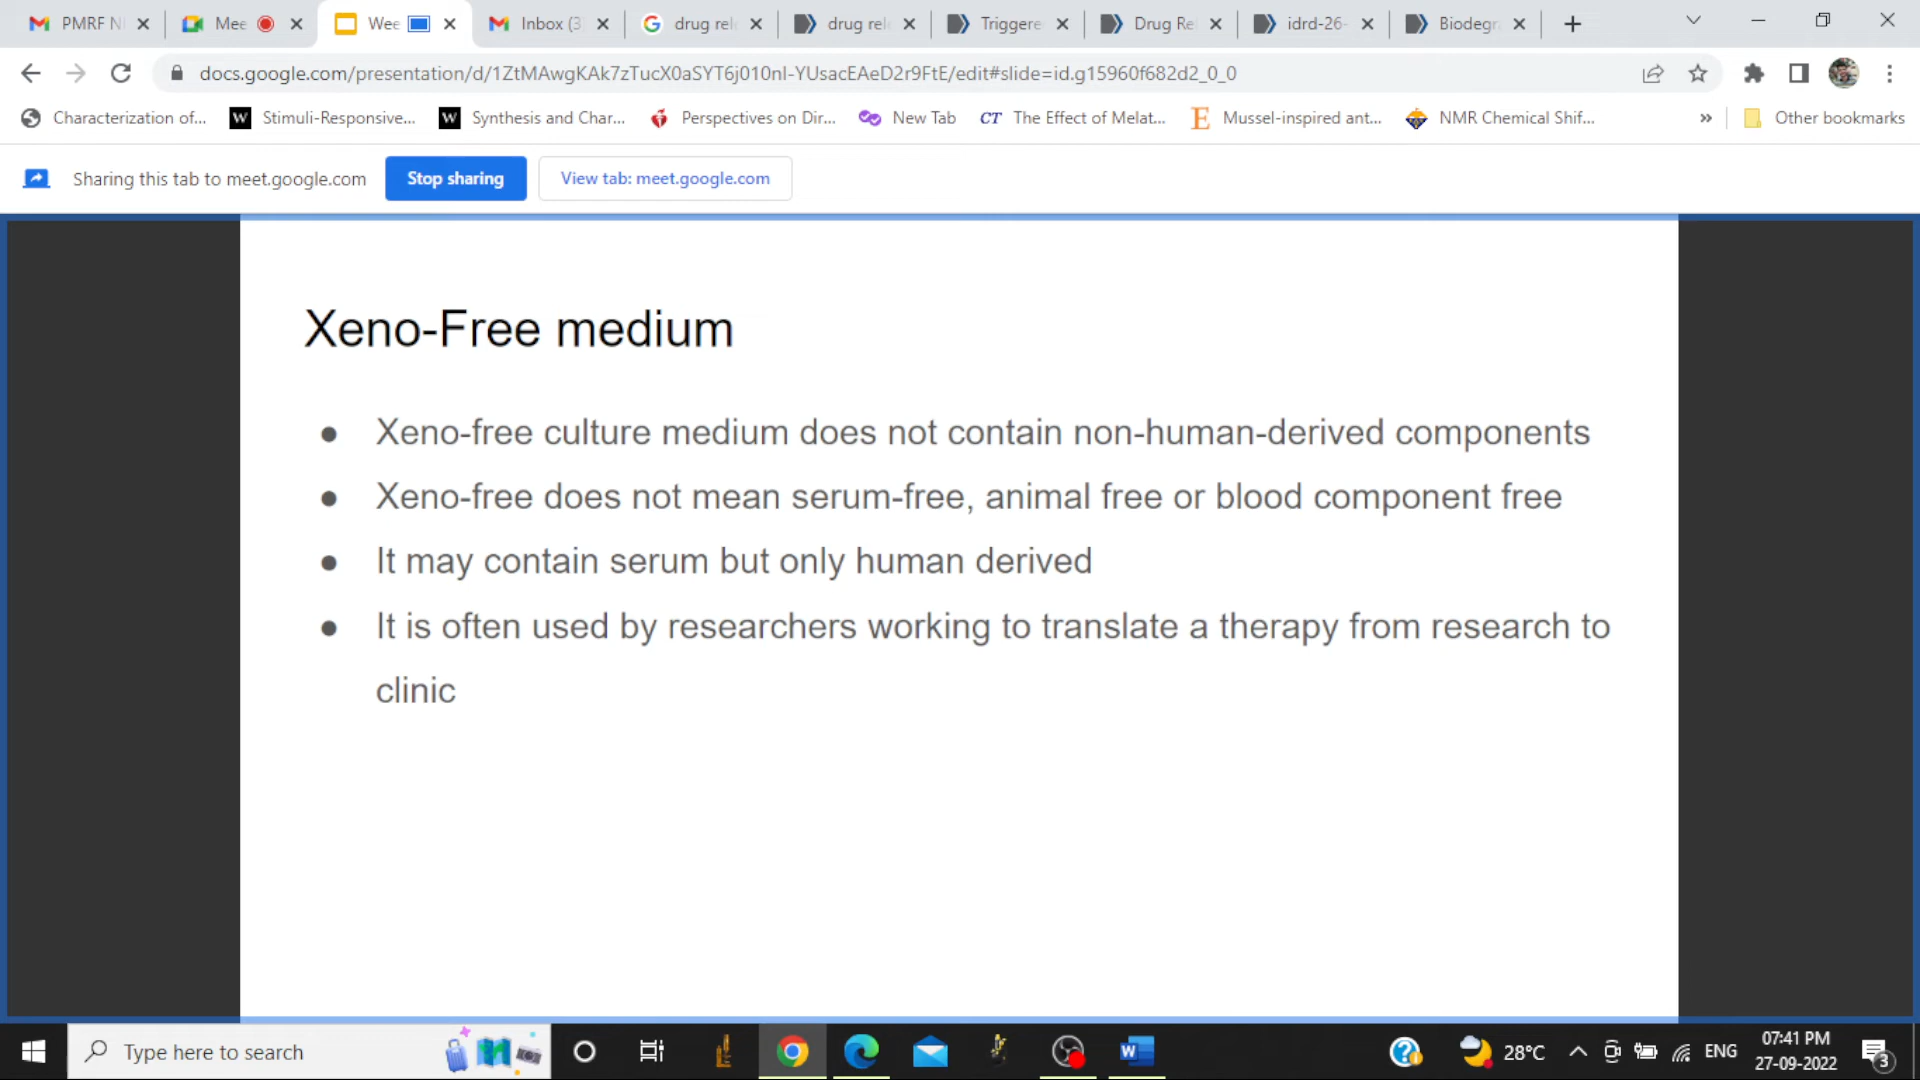 PMRF N
Mee
Wee
Inbox (3
drug rel
drug rel
Triggere
Drug Re
idrd-26-
Biodegr
docs.google.com/presentation/d/1ZtMAwgKAk7zTucX0aSYT6j010nl-YUsacEAeD2r9FtE/edit#slide=id.g15960f682d2_0_0
Characterization of...
W Stimuli-Responsive...
W Synthesis and Char...
Perspectives on Dir...
New Tab
CT The Effect of Melat...
E Mussel-inspired ant...
NMR Chemical Shif...
»
Other bookmarks
Sharing this tab to meet.google.com
Stop sharing
View tab: meet.google.com
Xeno-Free medium
● Xeno-free culture medium does not contain non-human-derived components
● Xeno-free does not mean serum-free, animal free or blood component free
● It may contain serum but only human derived
● It is often used by researchers working to translate a therapy from research to
clinic
Type here to search
28°C
ENG
07:41 PM
27-09-2022
3